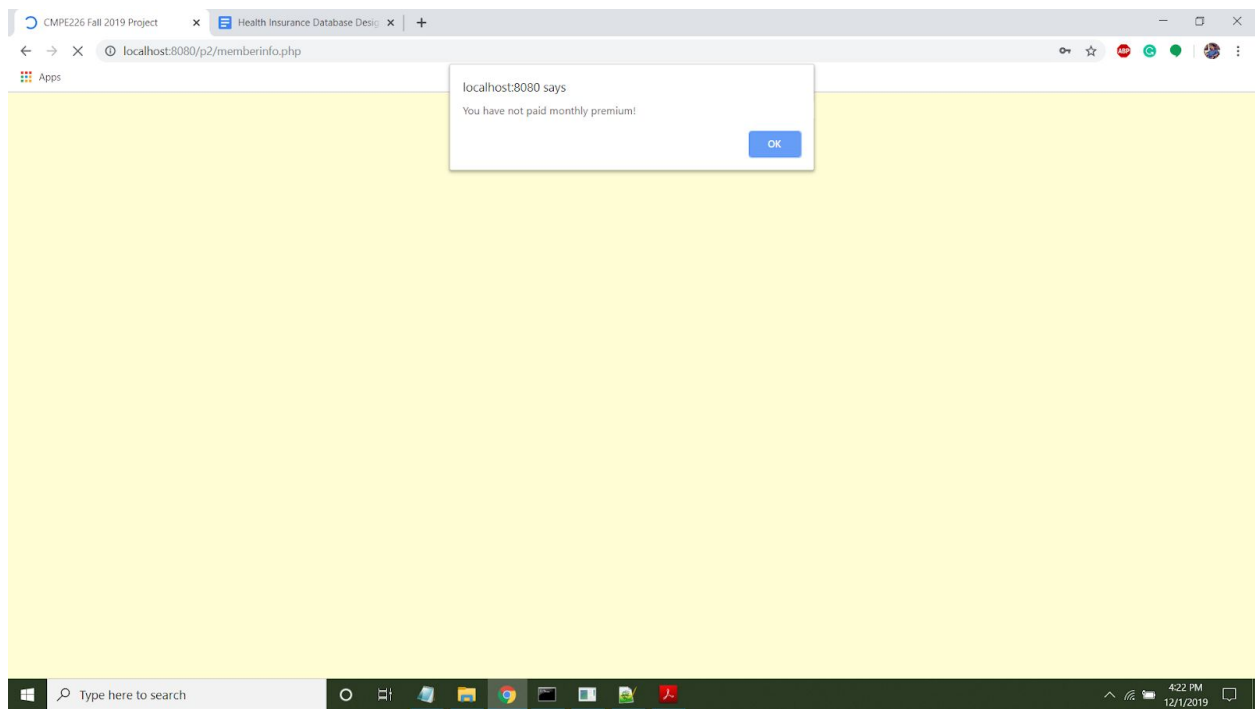 CMPE226 Fall 2019 Project
Health Insurance Database Desig
localhost:8080/p2/memberinfo.php
ABP
G
Apps
localhost:8080 says
You have not paid monthly premium!
OK
Type here to search
4:22 PM
12/1/2019